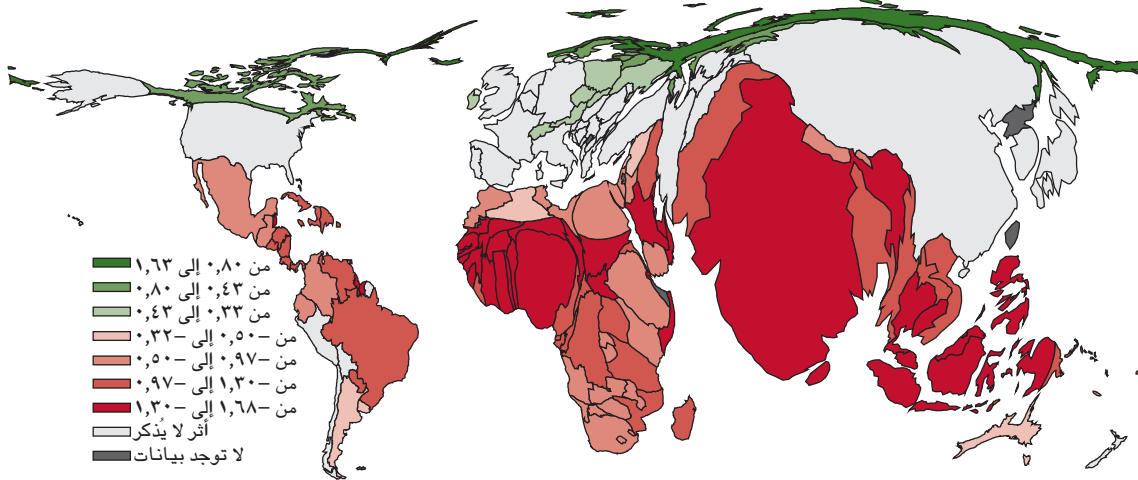 من ٠,٨٠ إلى ١,٦٣
من ٠,٤٣ إلى ٠,٨٠
من ٠,٣٣ إلى ٠,٤٣
من –٠,٥٠ إلى –٠,٣٢
من –٠,٩٧ إلى –٠,٥٠
من –١,٣٠ إلى –٠,٩٧
من –١,٦٨ إلى –١,٣٠
أثر لا يُذكر
لا توجد بيانات